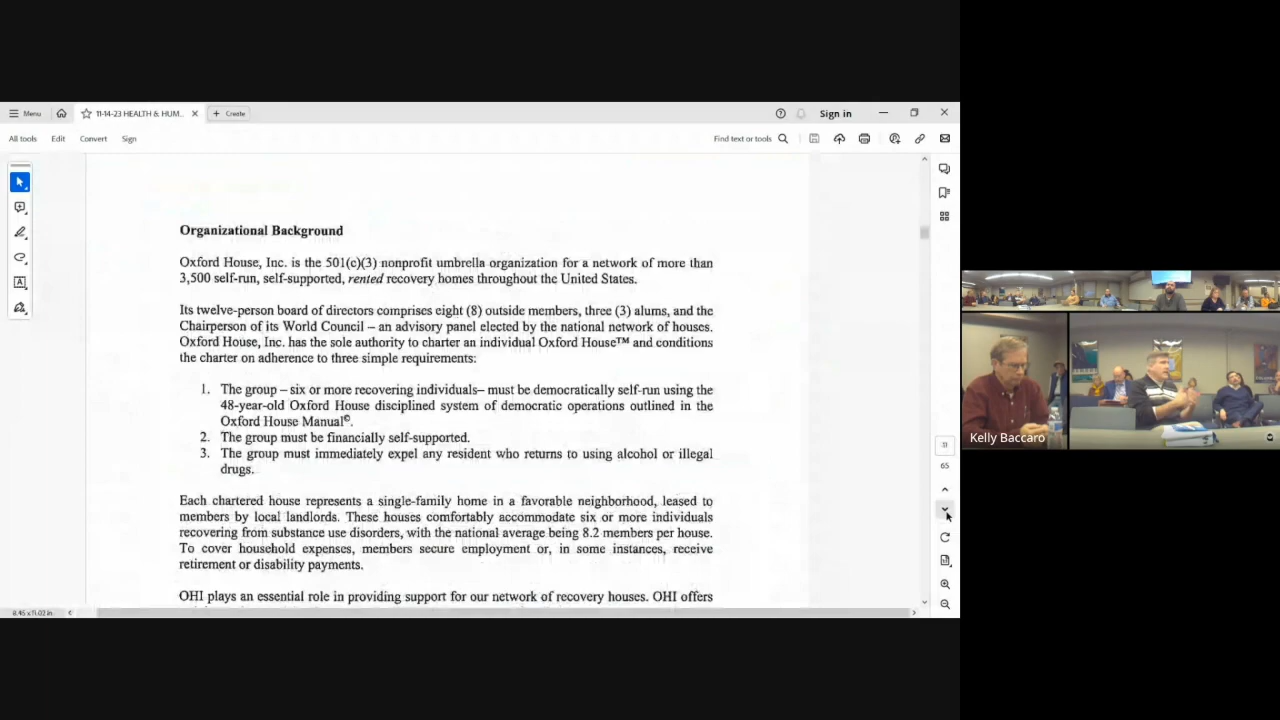 Menu
11-14-23 HEALTH & HUM...
Create
Sign in
All tools
Edit
Convert
Sign
Find text or tools
Organizational Background
Oxford House, Inc. is the 501(c)(3) nonprofit umbrella organization for a network of more than
3,500 self-run, self-supported, rented recovery homes throughout the United States.
Its twelve-person board of directors comprises eight (8) outside members, three (3) alums, and the
Chairperson of its World Council – an advisory panel elected by the national network of houses.
Oxford House, Inc. has the sole authority to charter an individual Oxford House™ and conditions
the charter on adherence to three simple requirements:
1. The group – six or more recovering individuals– must be democratically self-run using the
48-year-old Oxford House disciplined system of democratic operations outlined in the
Oxford House Manual©.
2. The group must be financially self-supported.
3. The group must immediately expel any resident who returns to using alcohol or illegal
drugs.
Each chartered house represents a single-family home in a favorable neighborhood, leased to
members by local landlords. These houses comfortably accommodate six or more individuals
recovering from substance use disorders, with the national average being 8.2 members per house.
To cover household expenses, members secure employment or, in some instances, receive
retirement or disability payments.
OHI plays an essential role in providing support for our network of recovery houses. OHI offers
31
65
8.45 x 11.02 in
Kelly Baccaro